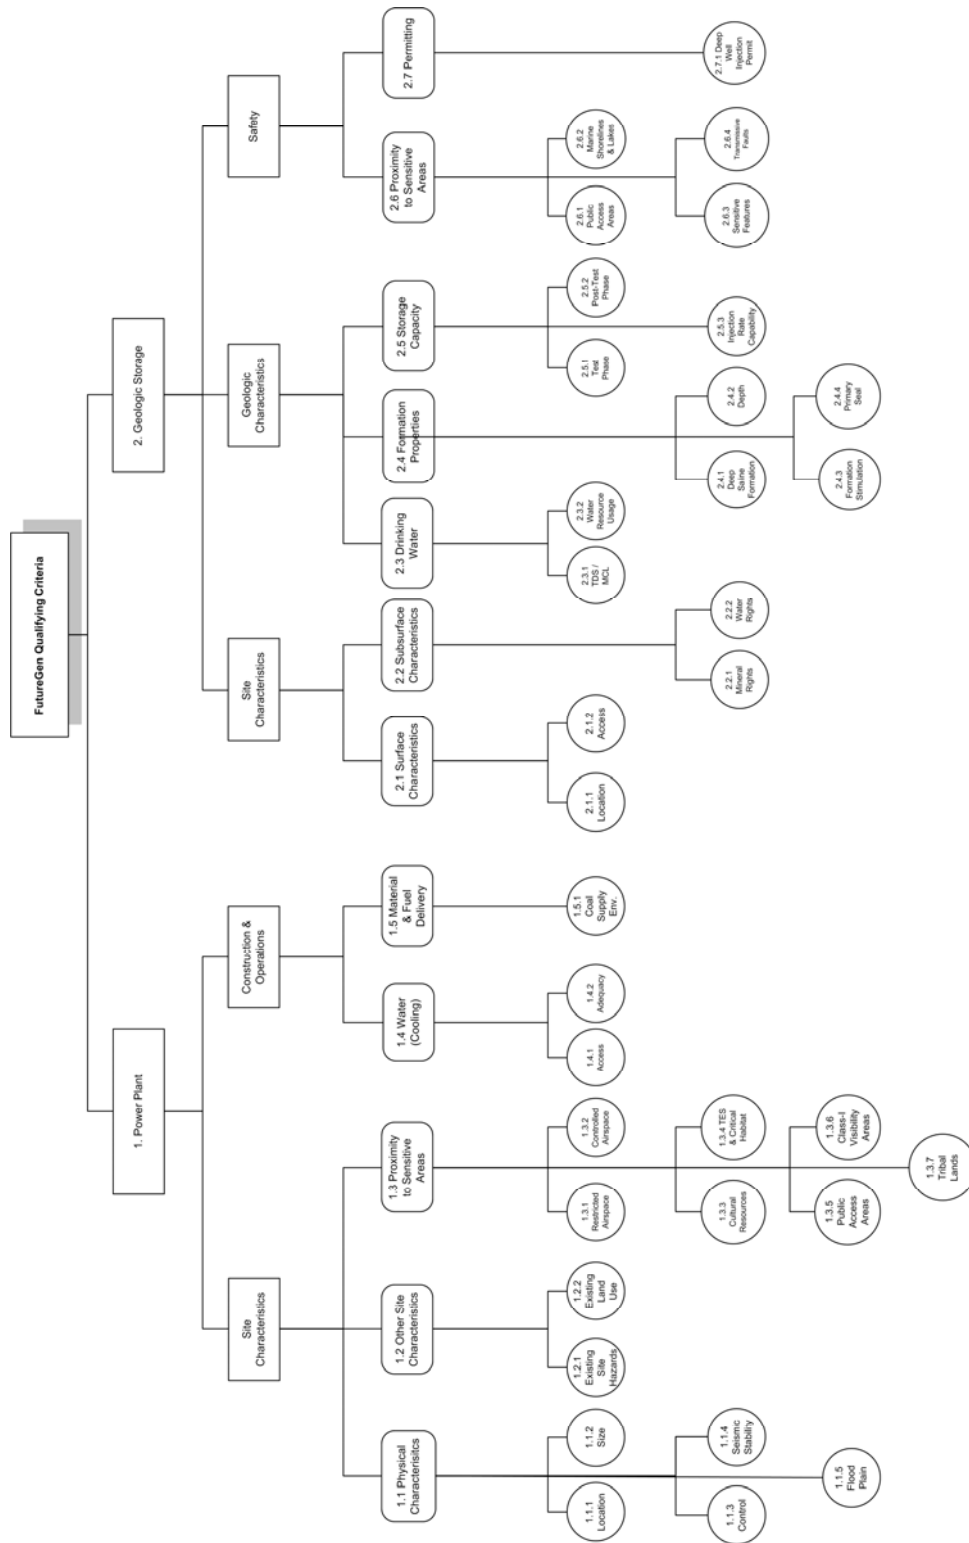 FutureGen Qualifying Criteria
1. Power Plant
2. Geologic Storage
Site
Characteristics
Construction &
Operations
Site
Characteristics
Geologic
Characteristics
Safety
1.1 Physical
Characterisitcs
1.2 Other Site
Characteristics
1.3 Proximity
to Sensitive
Areas
1.4 Water
(Cooling)
1.5 Material
& Fuel
Delivery
2.1 Surface
Characteristics
2.2 Subsurface
Characteristics
2.3 Drinking
Water
2.4 Formation
Properties
2.5 Storage
Capacity
2.6 Proximity
to Sensitive
Areas
2.7 Permitting
1.1.1
Location
1.1.2
Size
1.1.3
Control
1.1.4
Seismic
Stability
1.1.5
Flood
Plain
1.2.1
Existing
Site
Hazards
1.2.2
Existing
Land
Use
1.3.1
Restricted
Airspace
1.3.2
Controlled
Airspace
1.3.3
Cultural
Resources
1.3.4 TES
& Critical
Habitat
1.3.5
Public
Access
Areas
1.3.6
Class-I
Visibility
Areas
1.3.7
Tribal
Lands
1.4.1
Access
1.4.2
Adequacy
1.5.1
Coal
Supply
Env.
2.1.1
Location
2.1.2
Access
2.2.1
Mineral
Rights
2.2.2
Water
Rights
2.3.1
TDS /
MCL
2.3.2
Water
Resource
Usage
2.4.1
Deep
Saline
Formation
2.4.2
Depth
2.4.3
Formation
Stimulation
2.4.4
Primary
Seal
2.5.1
Test
Phase
2.5.2
Post-Test
Phase
2.5.3
Injection
Rate
Capability
2.6.1
Public
Access
Areas
2.6.2
Marine
Shorelines
& Lakes
2.6.3
Sensitive
Features
2.6.4
Transmissive
Faults
2.7.1 Deep
Well
Injection
Permit